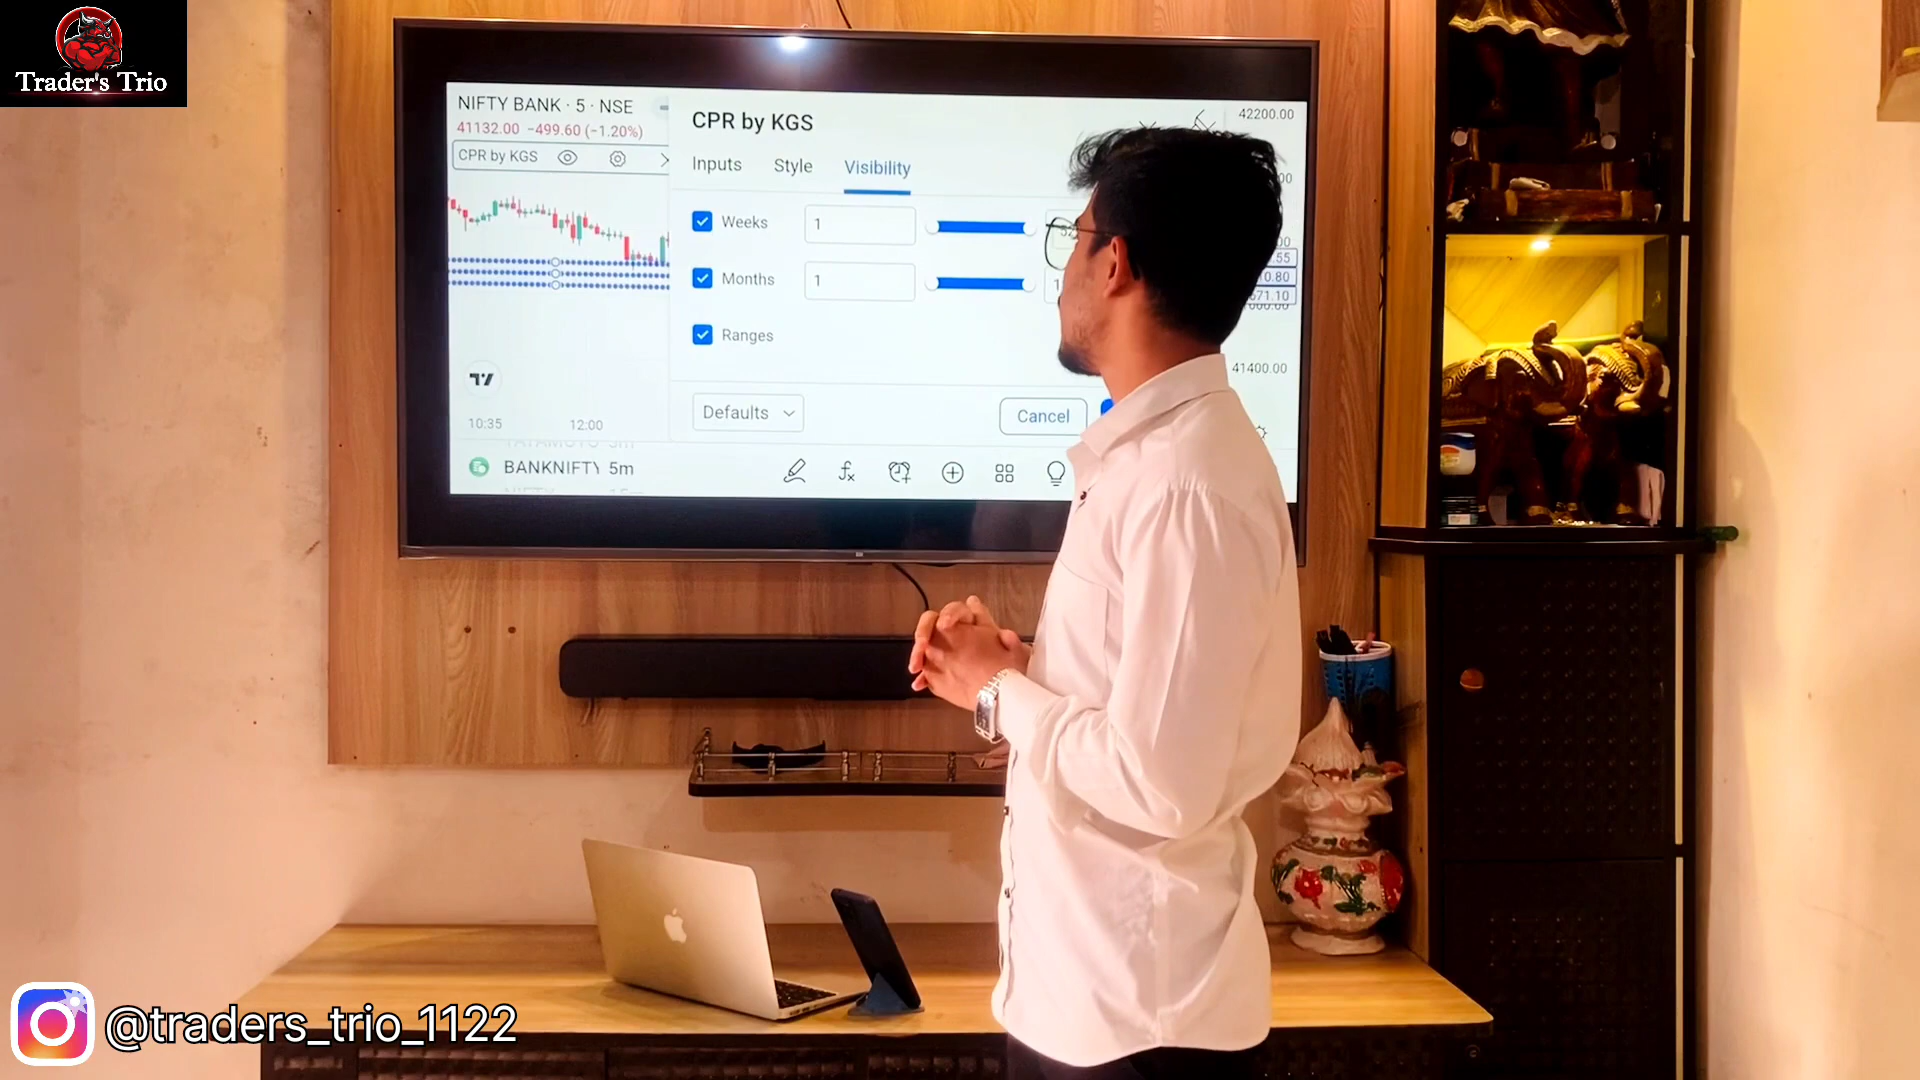 Trader's Trio
NIFTY BANK · 5 · NSE
41132.00 −499.60 (−1.20%)
CPR by KGS
CPR by KGS
Inputs Style Visibility
Weeks 1
Months 1
Ranges
Defaults Cancel
42200.00
41400.00
10:35 12:00
BANKNIFTY 5m
@traders_trio_1122